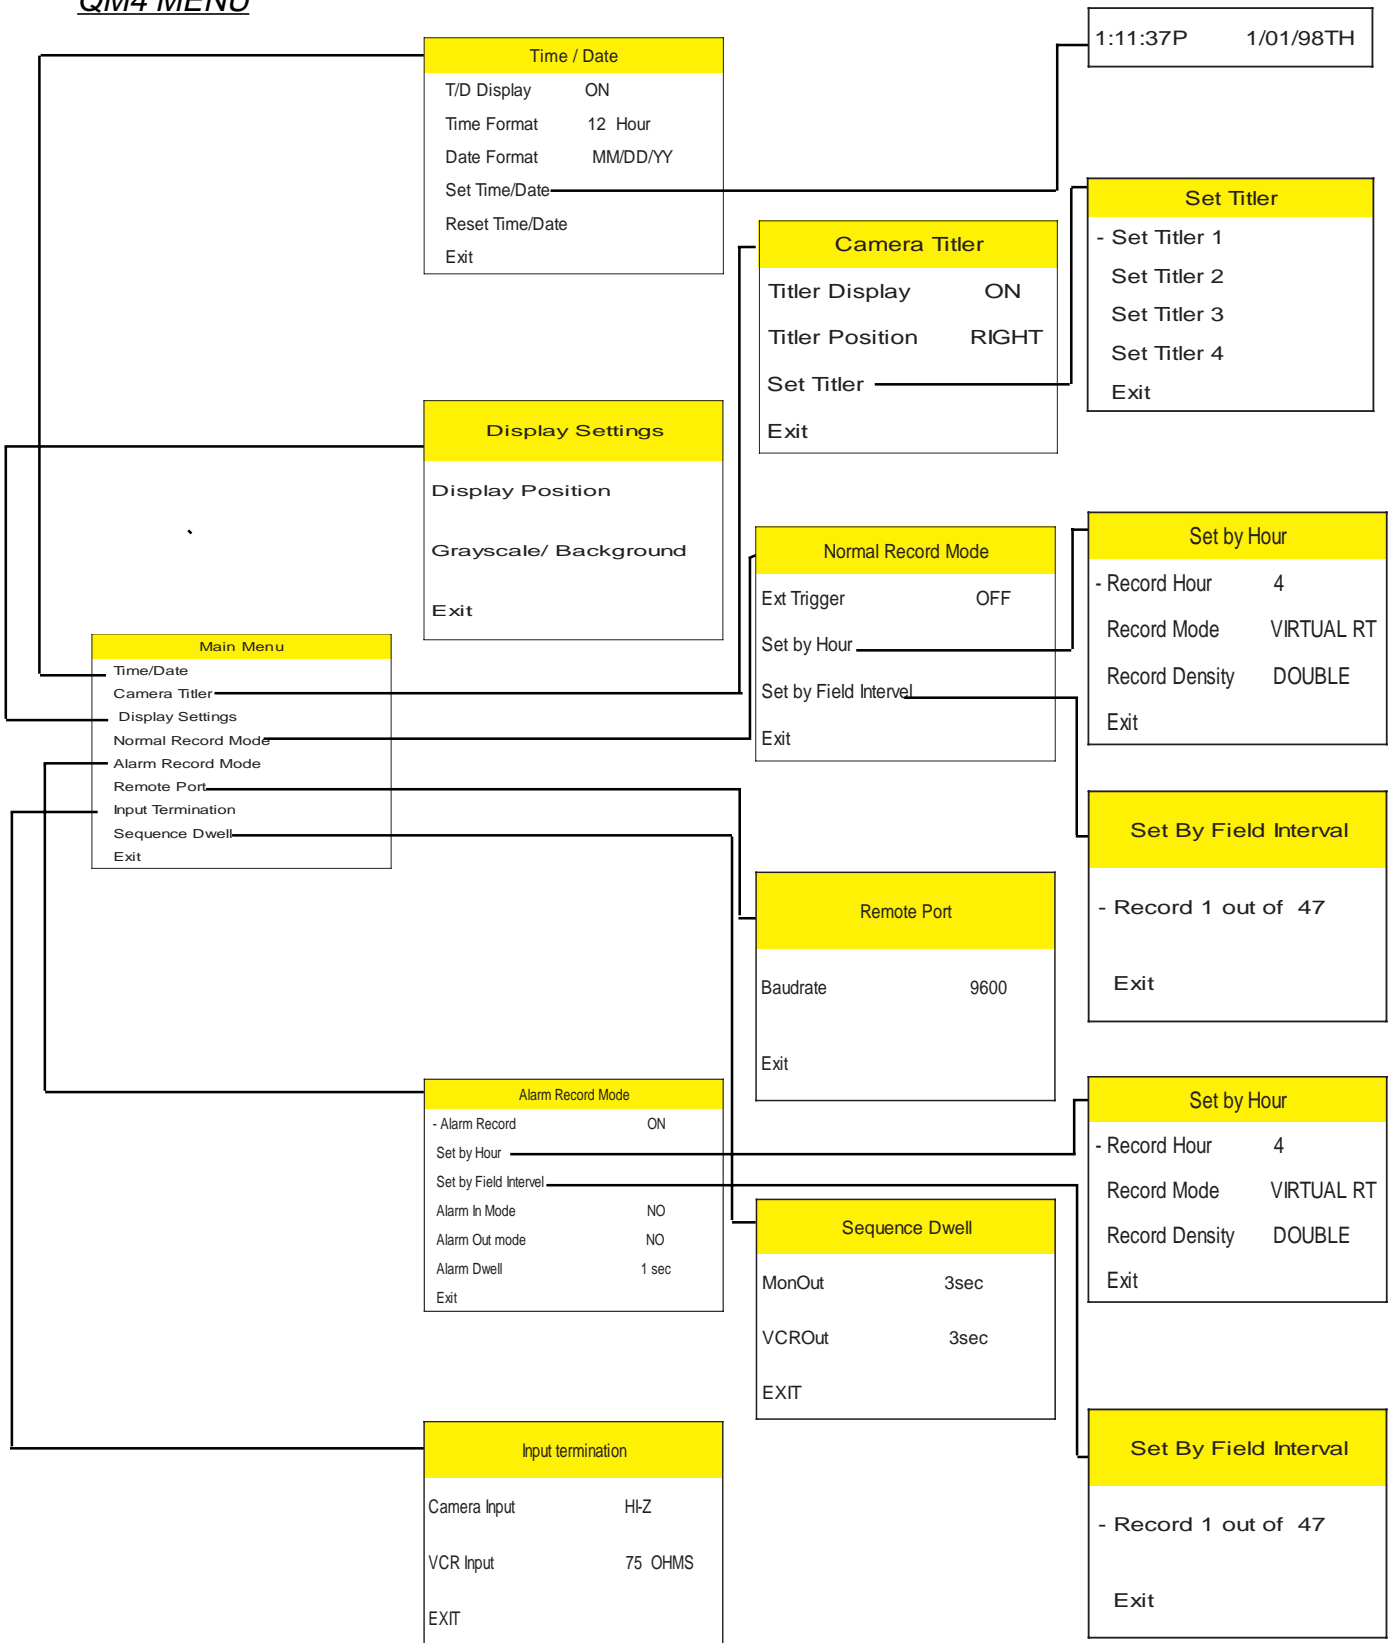 QM4 MENU
1:11:37P 1/01/98TH
Time / Date
T/D Display ON
Time Format 12 Hour
Date Format MM/DD/YY
Set Time/Date
Reset Time/Date
Exit
Set Titler
- Set Titler 1
Set Titler 2
Set Titler 3
Set Titler 4
Exit
Camera Titler
Titler Display ON
Titler Position RIGHT
Set Titler
Exit
Display Settings
Display Position
Grayscale/ Background
Exit
Normal Record Mode
Ext Trigger OFF
Set by Hour
Set by Field Intervel
Exit
Set by Hour
- Record Hour 4
Record Mode VIRTUAL RT
Record Density DOUBLE
Exit
Main Menu
Time/Date
Camera Titler
Display Settings
Normal Record Mode
Alarm Record Mode
Remote Port
Input Termination
Sequence Dwell
Exit
Set By Field Interval
- Record 1 out of 47
Exit
Remote Port
Baudrate 9600
Exit
Alarm Record Mode
- Alarm Record ON
Set by Hour
Set by Field Intervel
Alarm In Mode NO
Alarm Out mode NO
Alarm Dwell 1 sec
Exit
Set by Hour
- Record Hour 4
Record Mode VIRTUAL RT
Record Density DOUBLE
Exit
Sequence Dwell
MonOut 3sec
VCROut 3sec
EXIT
Input termination
Camera Input HI-Z
VCR Input 75 OHMS
EXIT
Set By Field Interval
- Record 1 out of 47
Exit